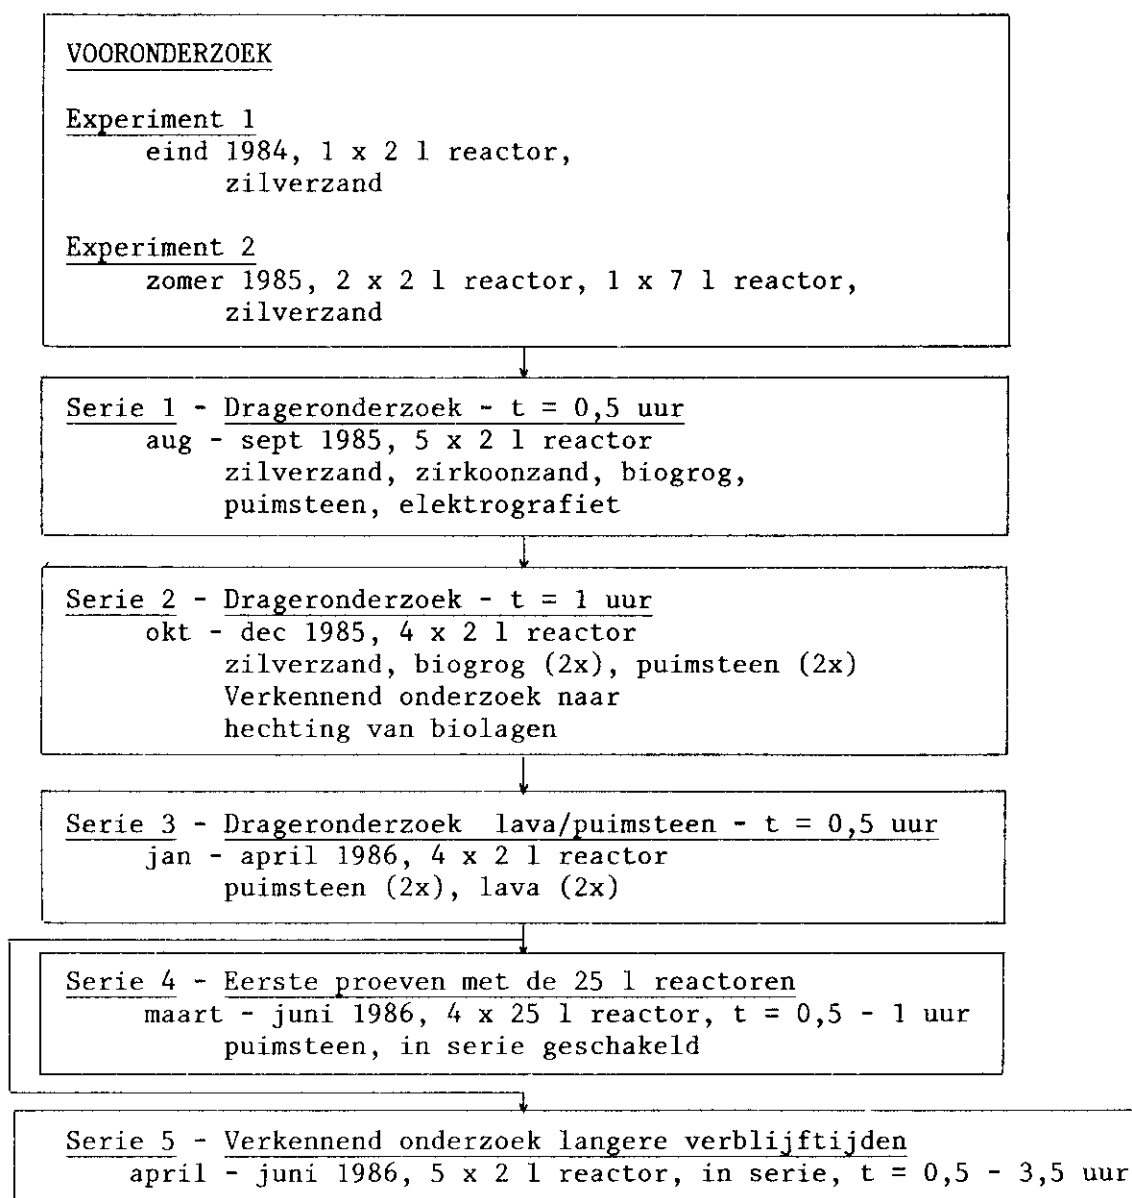 VOORONDERZOEK
Experiment 1
eind 1984, 1 x 2 l reactor,
zilverzand
Experiment 2
zomer 1985, 2 x 2 l reactor, 1 x 7 l reactor,
zilverzand
Serie 1 - Drageronderzoek - t = 0,5 uur
aug - sept 1985, 5 x 2 l reactor
zilverzand, zirkoonzand, biogrog,
puimsteen, elektrografiet
Serie 2 - Drageronderzoek - t = 1 uur
okt - dec 1985, 4 x 2 l reactor
zilverzand, biogrog (2x), puimsteen (2x)
Verkennend onderzoek naar
hechting van biolagen
Serie 3 - Drageronderzoek lava/puimsteen - t = 0,5 uur
jan - april 1986, 4 x 2 l reactor
puimsteen (2x), lava (2x)
Serie 4 - Eerste proeven met de 25 l reactoren
maart - juni 1986, 4 x 25 l reactor, t = 0,5 - 1 uur
puimsteen, in serie geschakeld
Serie 5 - Verkennend onderzoek langere verblijftijden
april - juni 1986, 5 x 2 l reactor, in serie, t = 0,5 - 3,5 uur